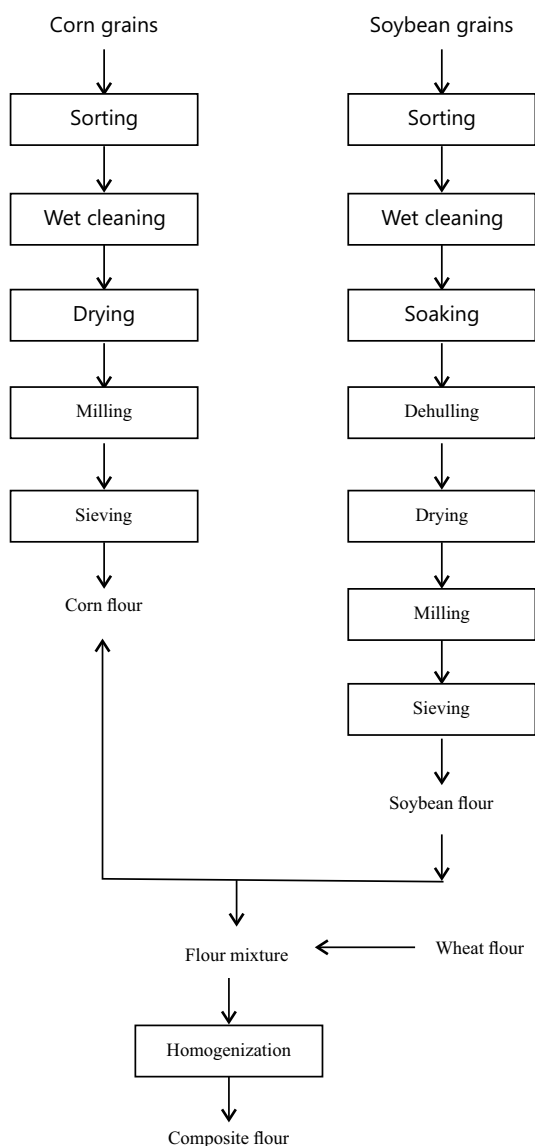 Corn grains
Sorting
Wet cleaning
Drying
Milling
Sieving
Corn flour
Soybean grains
Sorting
Wet cleaning
Soaking
Dehulling
Drying
Milling
Sieving
Soybean flour
Flour mixture
Wheat flour
Homogenization
Composite flour